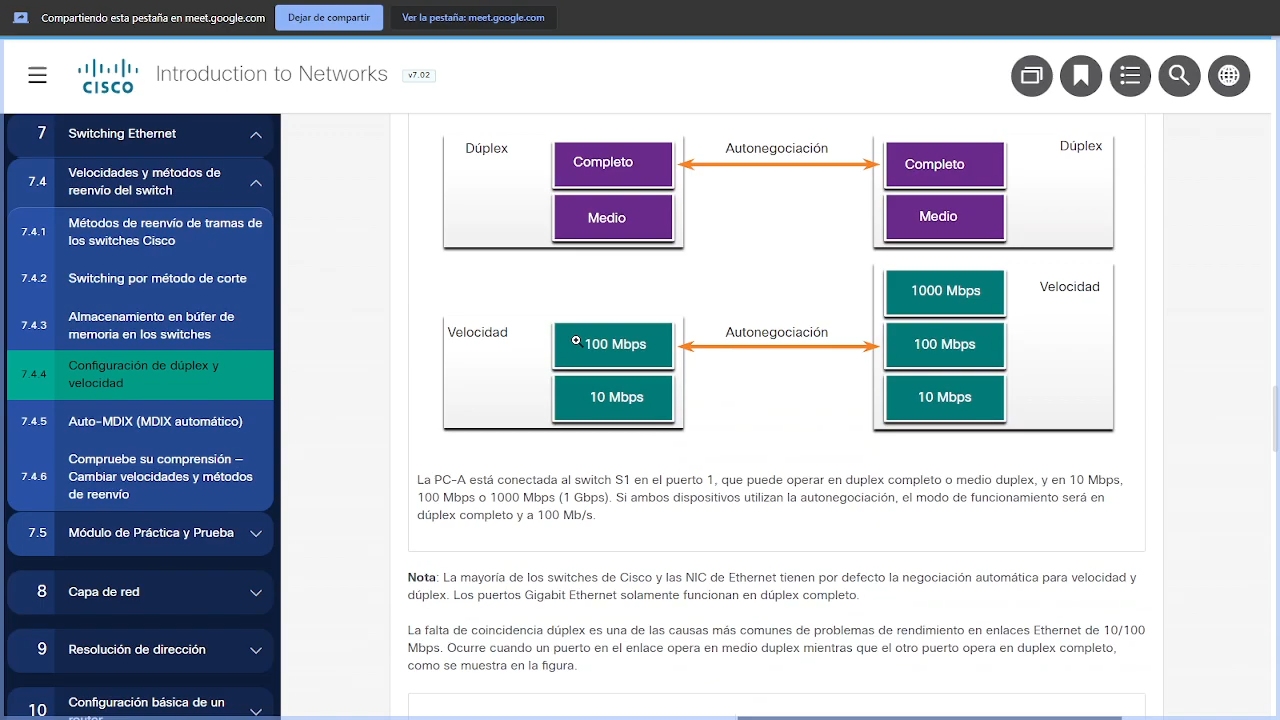 Compartiendo esta pestaña en meet.google.com
Dejar de compartir
Ver la pestaña: meet.google.com
CISCO
Introduction to Networks
v7.02
7 Switching Ethernet
7.4 Velocidades y métodos de
reenvío del switch
7.4.1 Métodos de reenvío de tramas de
los switches Cisco
7.4.2 Switching por método de corte
7.4.3 Almacenamiento en búfer de
memoria en los switches
7.4.4 Configuración de dúplex y
velocidad
7.4.5 Auto-MDIX (MDIX automático)
7.4.6 Compruebe su comprensión –
Cambiar velocidades y métodos
de reenvío
7.5 Módulo de Práctica y Prueba
8 Capa de red
9 Resolución de dirección
10 Configuración básica de un
router
Dúplex
Completo
Medio
Autonegociación
Completo
Medio
Dúplex
Velocidad
100 Mbps
10 Mbps
Autonegociación
1000 Mbps
100 Mbps
10 Mbps
Velocidad
La PC-A está conectada al switch S1 en el puerto 1, que puede operar en duplex completo o medio duplex, y en 10 Mbps,
100 Mbps o 1000 Mbps (1 Gbps). Si ambos dispositivos utilizan la autonegociación, el modo de funcionamiento será en
dúplex completo y a 100 Mb/s.
Nota: La mayoría de los switches de Cisco y las NIC de Ethernet tienen por defecto la negociación automática para velocidad y
dúplex. Los puertos Gigabit Ethernet solamente funcionan en dúplex completo.
La falta de coincidencia dúplex es una de las causas más comunes de problemas de rendimiento en enlaces Ethernet de 10/100
Mbps. Ocurre cuando un puerto en el enlace opera en medio duplex mientras que el otro puerto opera en duplex completo,
como se muestra en la figura.